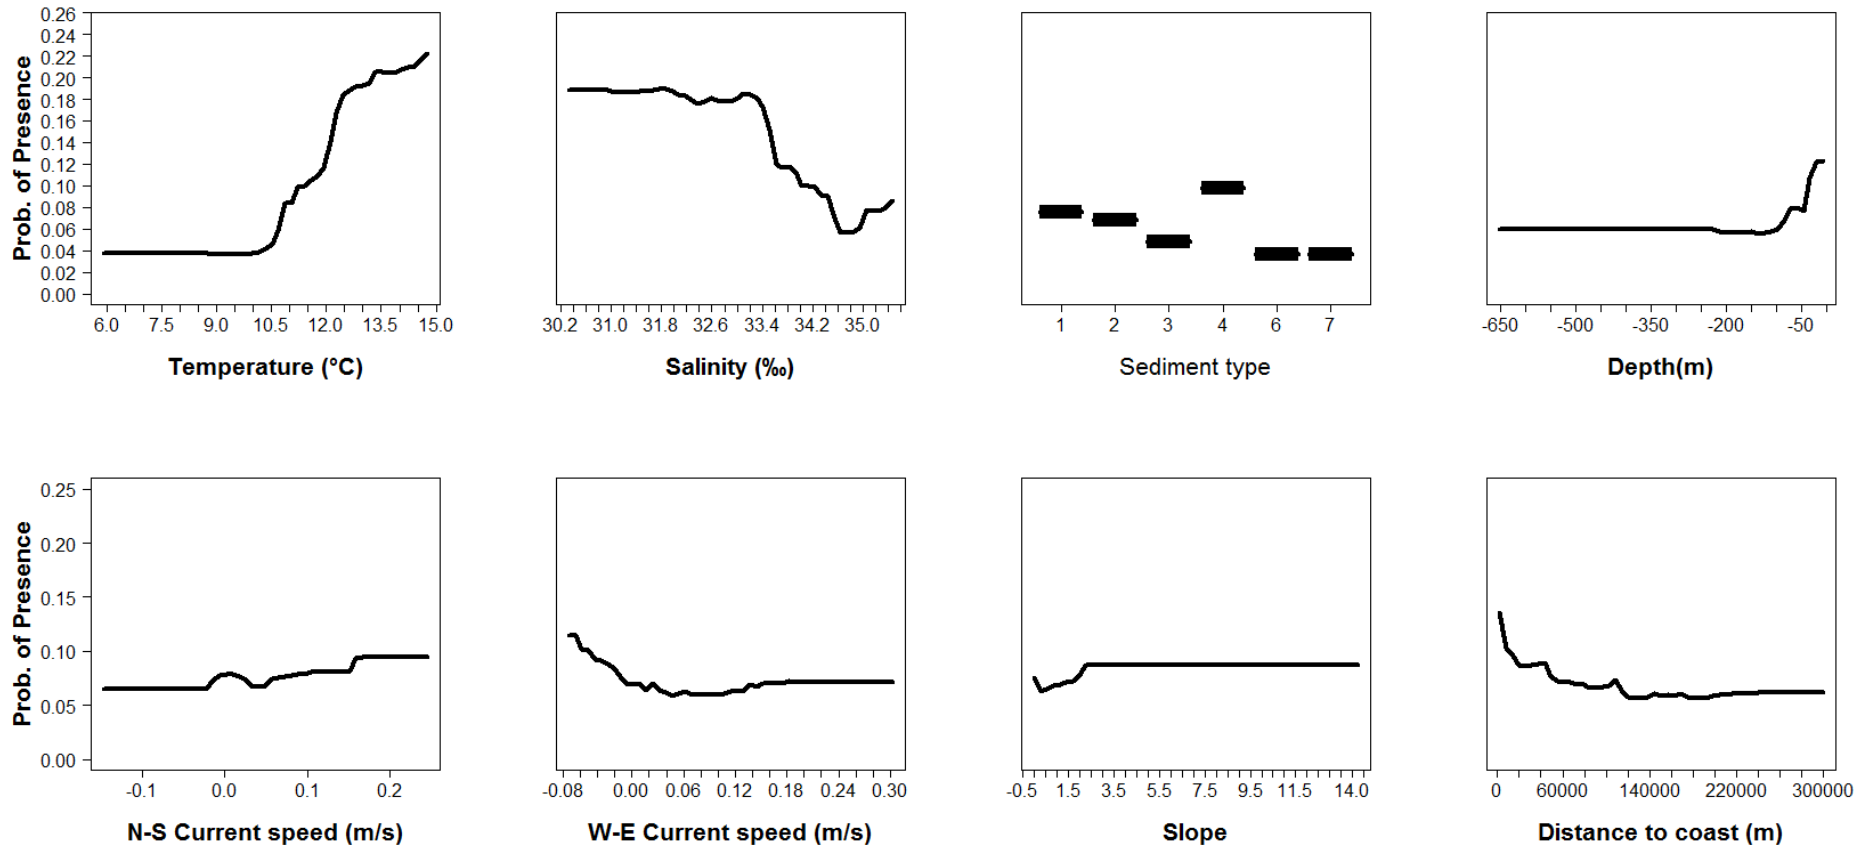 Prob. of Presence
0.26
0.24
0.22
0.20
0.18
0.16
0.14
0.12
0.10
0.08
0.06
0.04
0.02
0.00
6.0 7.5 9.0 10.5 12.0 13.5 15.0
Temperature (°C)
30.2 31.0 31.8 32.6 33.4 34.2 35.0
Salinity (‰)
1 2 3 4 6 7
Sediment type
-650 -500 -350 -200 -50
Depth(m)
Prob. of Presence
0.25
0.20
0.15
0.10
0.05
0.00
-0.1 0.0 0.1 0.2
N-S Current speed (m/s)
-0.08 0.00 0.06 0.12 0.18 0.24 0.30
W-E Current speed (m/s)
-0.5 1.5 3.5 5.5 7.5 9.5 11.5 14.0
Slope
0 60000 140000 220000 300000
Distance to coast (m)